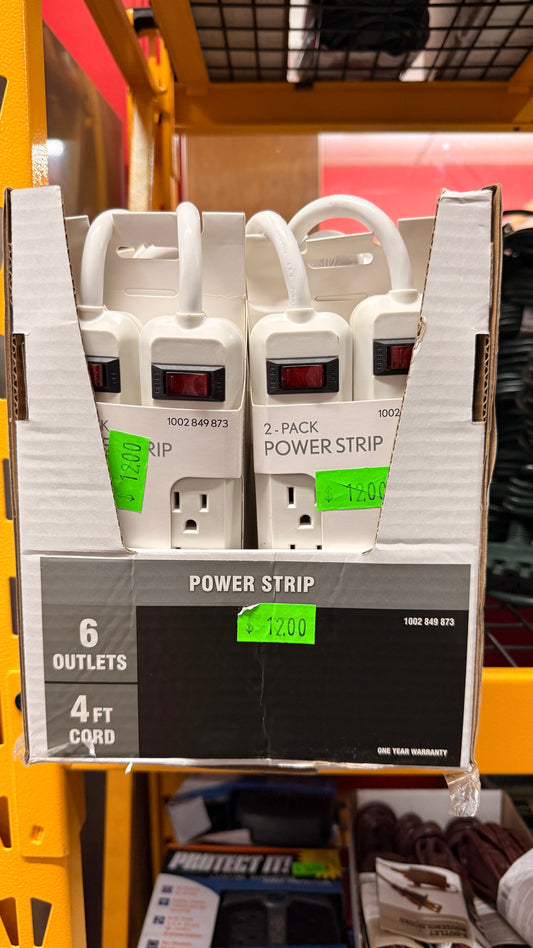 1002 849 873
RIP
$ 12.00
2-PACK
POWER STRIP
1002
$ 12.00
POWER STRIP
$ 12.00
1002 849 873
6
OUTLETS
4 FT
CORD
ONE YEAR WARRANTY
PROTECT IT!